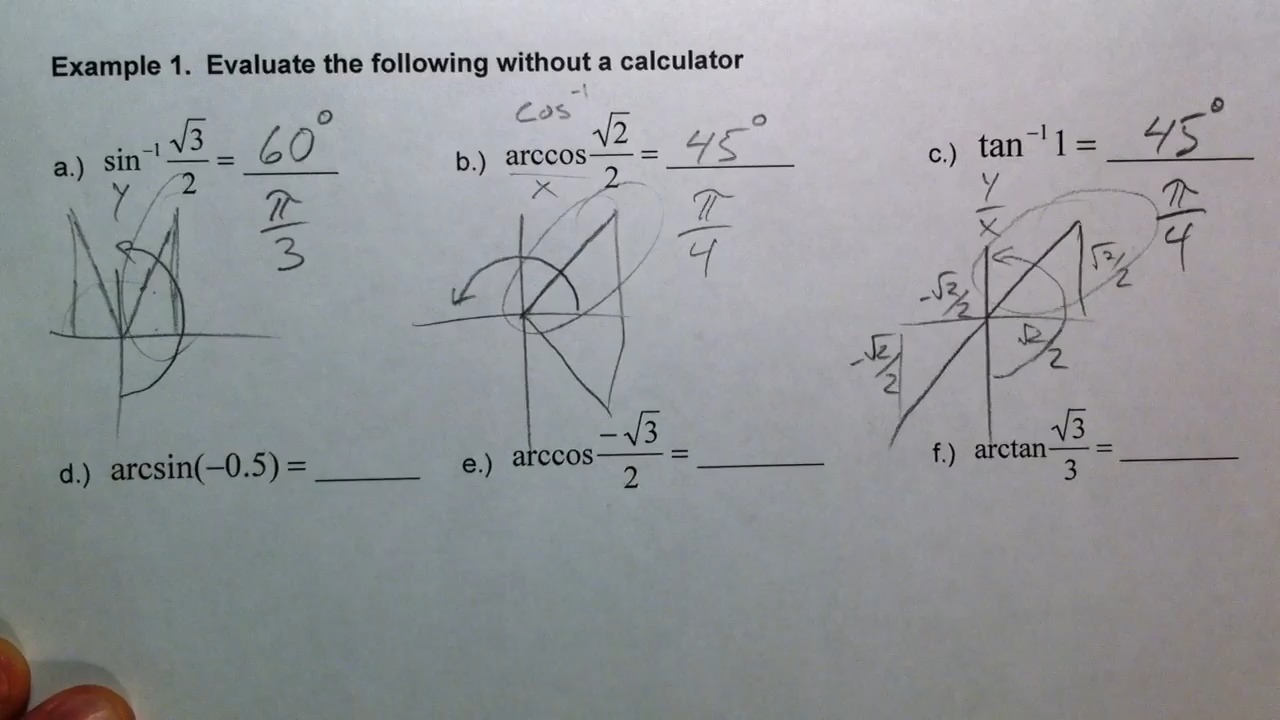 Example 1. Evaluate the following without a calculator
a.) sin⁻¹ √3/2 = 60°
π/3
y
cos⁻¹
b.) arccos √2/2 = 45°
x
π/4
c.) tan⁻¹ 1 = 45°
y/x
π/4
√2/2
-√2/2
√2/2
-√2/2
d.) arcsin(−0.5) = ______
e.) arccos −√3/2 = ______
f.) arctan √3/3 = ______